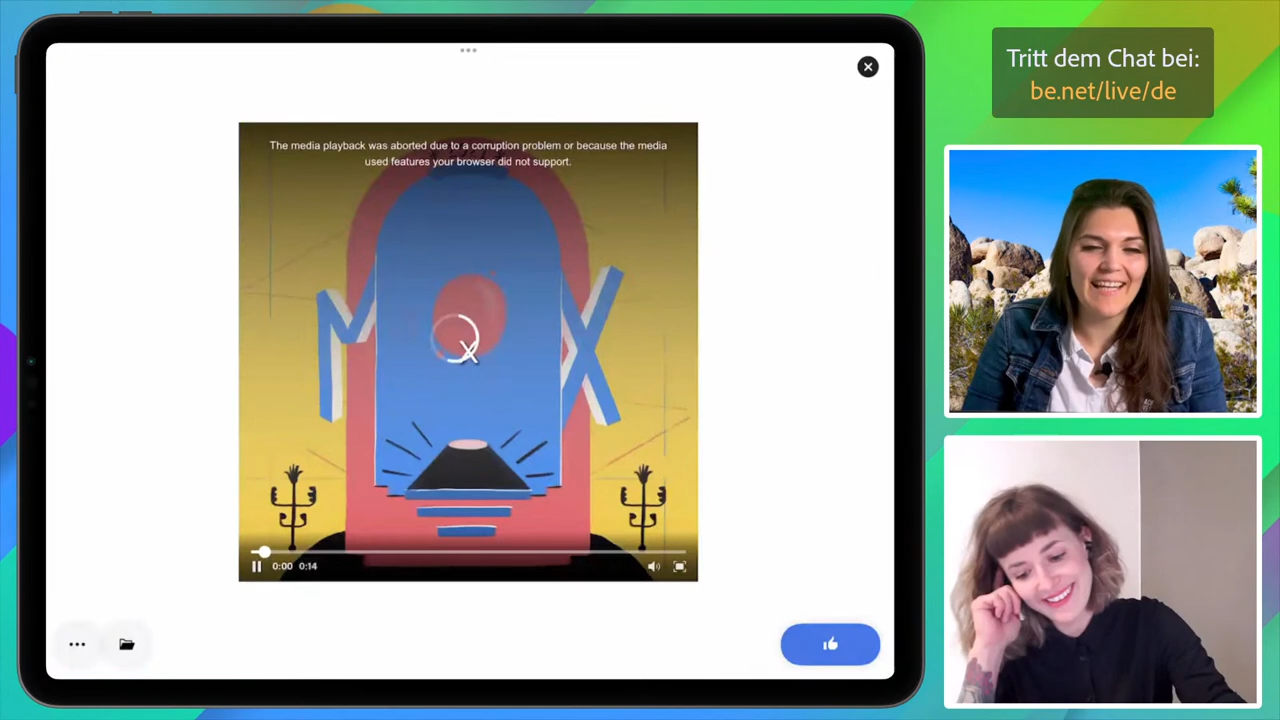 The media playback was aborted due to a corruption problem or because the media
used features your browser did not support.
M X
X
0:00 0:14
Tritt dem Chat bei:
be.net/live/de